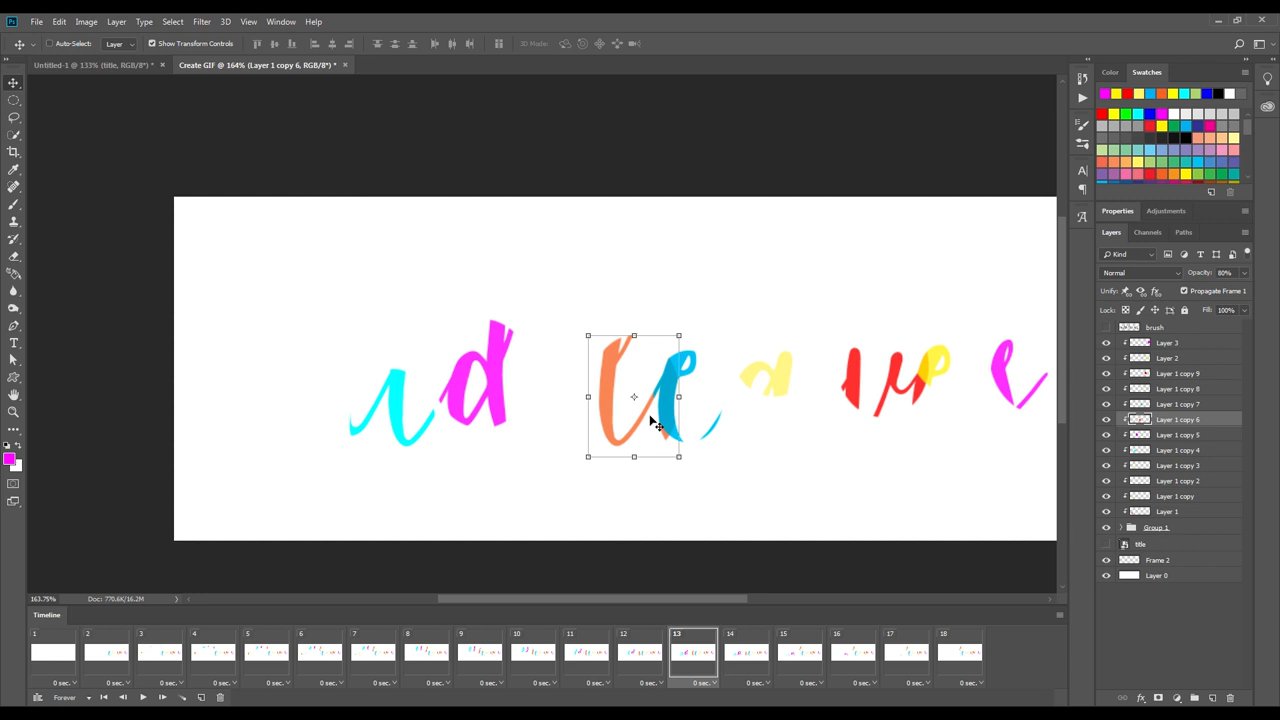 Ps File Edit Image Layer Type Select Filter 3D View Window Help
Auto-Select: Layer Show Transform Controls 3D Mode:
Untitled-1 @ 133% (title, RGB/8*) * × Create GIF @ 164% (Layer 1 copy 6, RGB/8*) * ×
Color Swatches
Properties Adjustments
Layers Channels Paths
Kind
Normal Opacity: 80%
Unify: Propagate Frame 1
Lock: Fill: 100%
brush
Layer 3
Layer 2
Layer 1 copy 9
Layer 1 copy 8
Layer 1 copy 7
Layer 1 copy 6
Layer 1 copy 5
Layer 1 copy 4
Layer 1 copy 3
Layer 1 copy 2
Layer 1 copy
Layer 1
Group 1
title
Frame 2
Layer 0
163.75% Doc: 770.6K/16.2M
Timeline
1 2 3 4 5 6 7 8 9 10 11 12 13 14 15 16 17 18
0 sec. 0 sec. 0 sec. 0 sec. 0 sec. 0 sec. 0 sec. 0 sec. 0 sec. 0 sec. 0 sec. 0 sec. 0 sec. 0 sec. 0 sec. 0 sec. 0 sec. 0 sec.
Forever